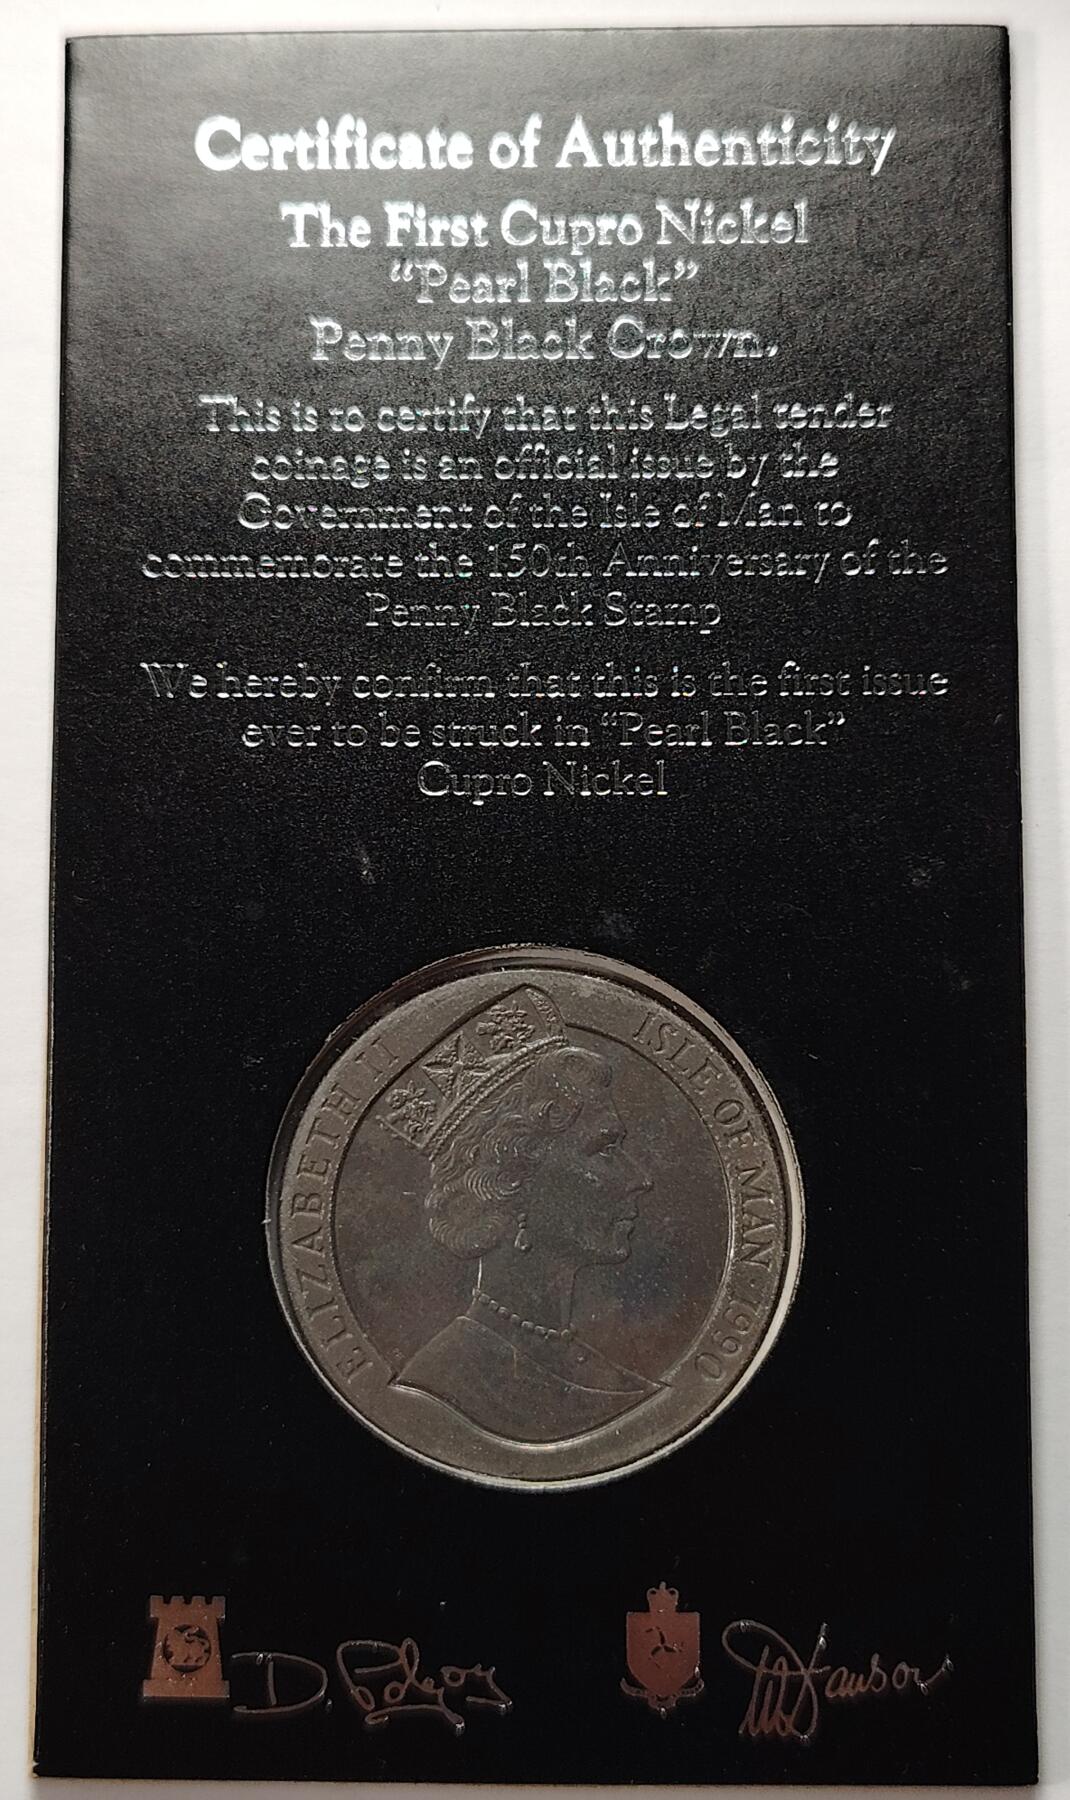 Certificate of Authenticity
The First Cupro Nickel
“Pearl Black”
Penny Black Crown.
This is to certify that this Legal tender
coinage is an official issue by the
Government of the Isle of Man to
commemorate the 150th Anniversary of the
Penny Black Stamp
We hereby confirm that this is the first issue
ever to be struck in “Pearl Black”
Cupro Nickel
ELIZABETH II
ISLE OF MAN · 1990